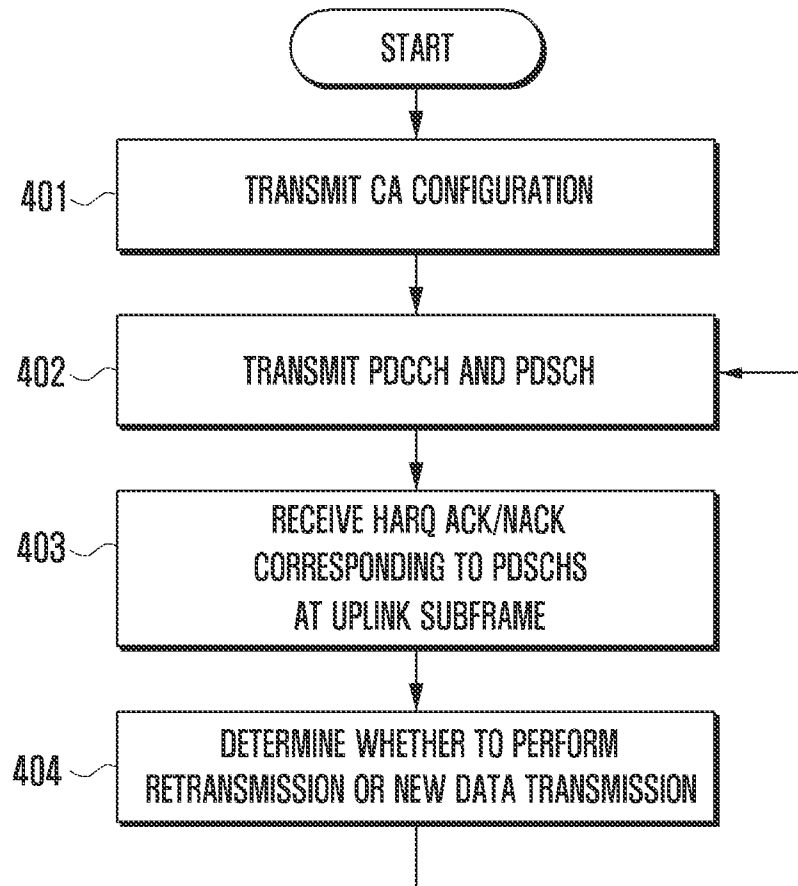 START
401
TRANSMIT CA CONFIGURATION
402
TRANSMIT PDCCH AND PDSCH
403
RECEIVE HARQ ACK/NACK
CORRESPONDING TO PDSCHS
AT UPLINK SUBFRAME
404
DETERMINE WHETHER TO PERFORM
RETRANSMISSION OR NEW DATA TRANSMISSION